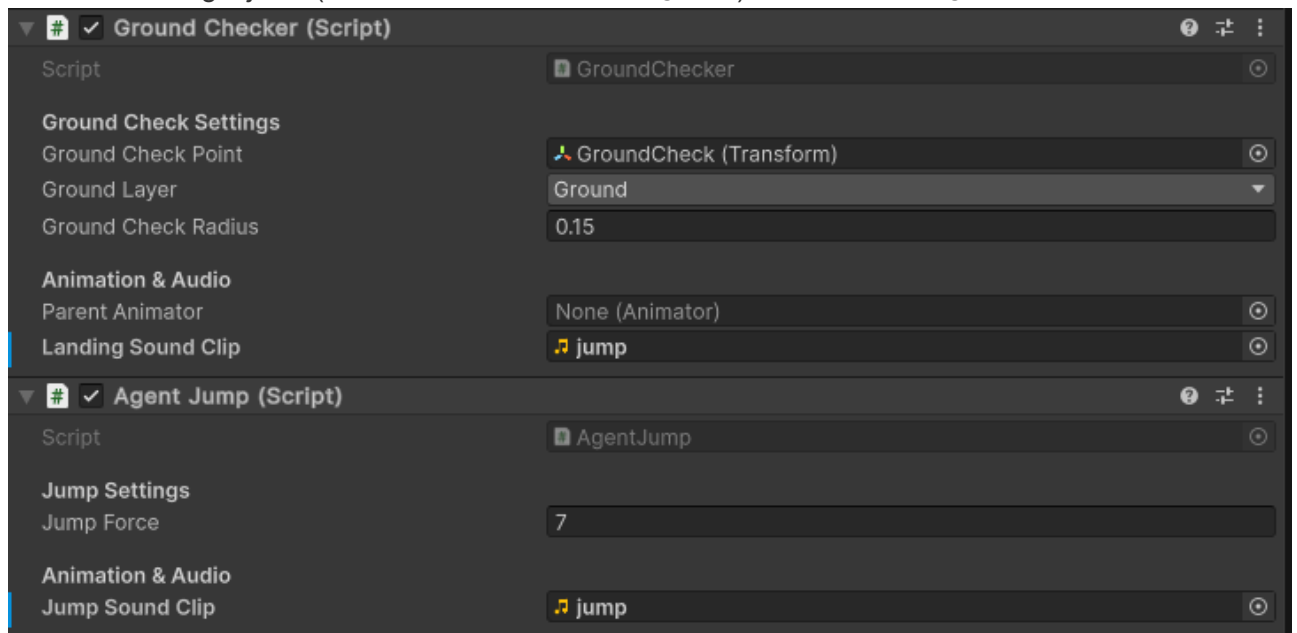 Ground Checker (Script)
Script GroundChecker
Ground Check Settings
Ground Check Point GroundCheck (Transform)
Ground Layer Ground
Ground Check Radius 0.15
Animation & Audio
Parent Animator None (Animator)
Landing Sound Clip jump
Agent Jump (Script)
Script AgentJump
Jump Settings
Jump Force 7
Animation & Audio
Jump Sound Clip jump